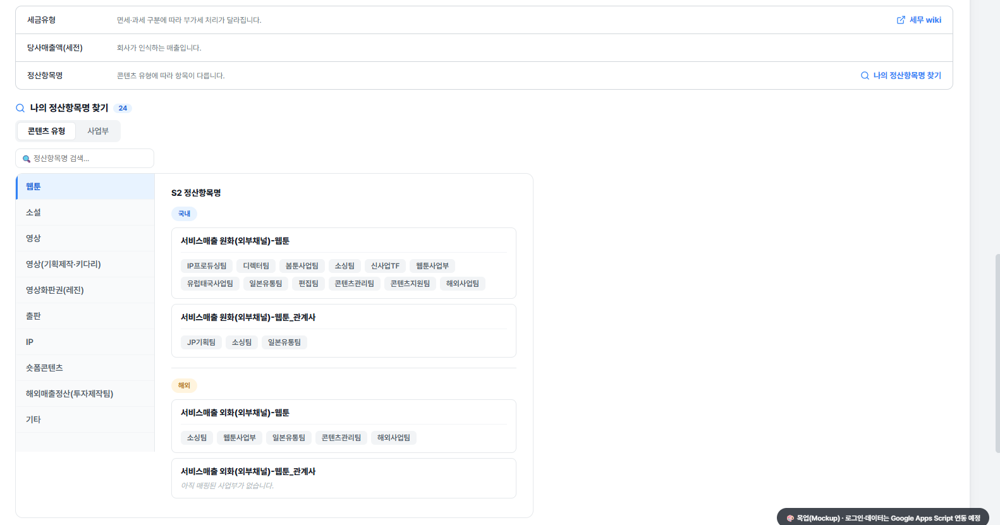 세금유형 면세·과세 구분에 따라 부가세 처리가 달라집니다. 세무 wiki
당사매출액(세전) 회사가 인식하는 매출입니다.
정산항목명 콘텐츠 유형에 따라 항목이 다릅니다. 나의 정산항목명 찾기
나의 정산항목명 찾기 24
콘텐츠 유형 사업부
정산항목명 검색...
웹툰
소설
영상
영상(기획제작·키다리)
영상화판권(레진)
출판
IP
숏폼콘텐츠
해외매출정산(투자제작팀)
기타
S2 정산항목명
국내
서비스매출 원화(외부채널)-웹툰
IP프로듀싱팀 디렉터팀 봄툰사업팀 소싱팀 신사업TF 웹툰사업부
유럽태국사업팀 일본유통팀 편집팀 콘텐츠관리팀 콘텐츠지원팀 해외사업팀
서비스매출 원화(외부채널)-웹툰_관계사
JP기획팀 소싱팀 일본유통팀
해외
서비스매출 외화(외부채널)-웹툰
소싱팀 웹툰사업부 일본유통팀 콘텐츠관리팀 해외사업팀
서비스매출 외화(외부채널)-웹툰_관계사
아직 매핑된 사업부가 없습니다.
목업(Mockup) · 로그인·데이터는 Google Apps Script 연동 예정